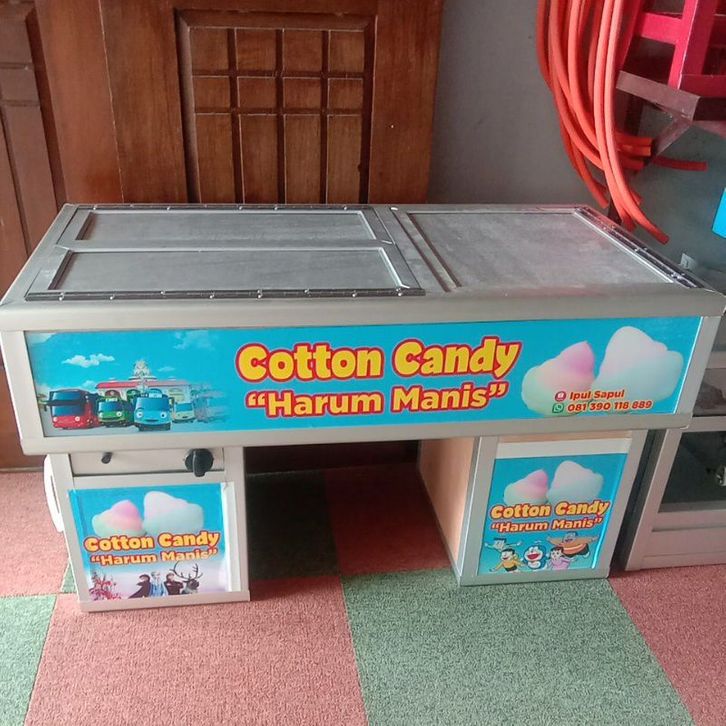 Cotton Candy
"Harum Manis"
Ipul Sapul
081 390 118 889
Cotton Candy
"Harum Manis"
Cotton Candy
"Harum Manis"